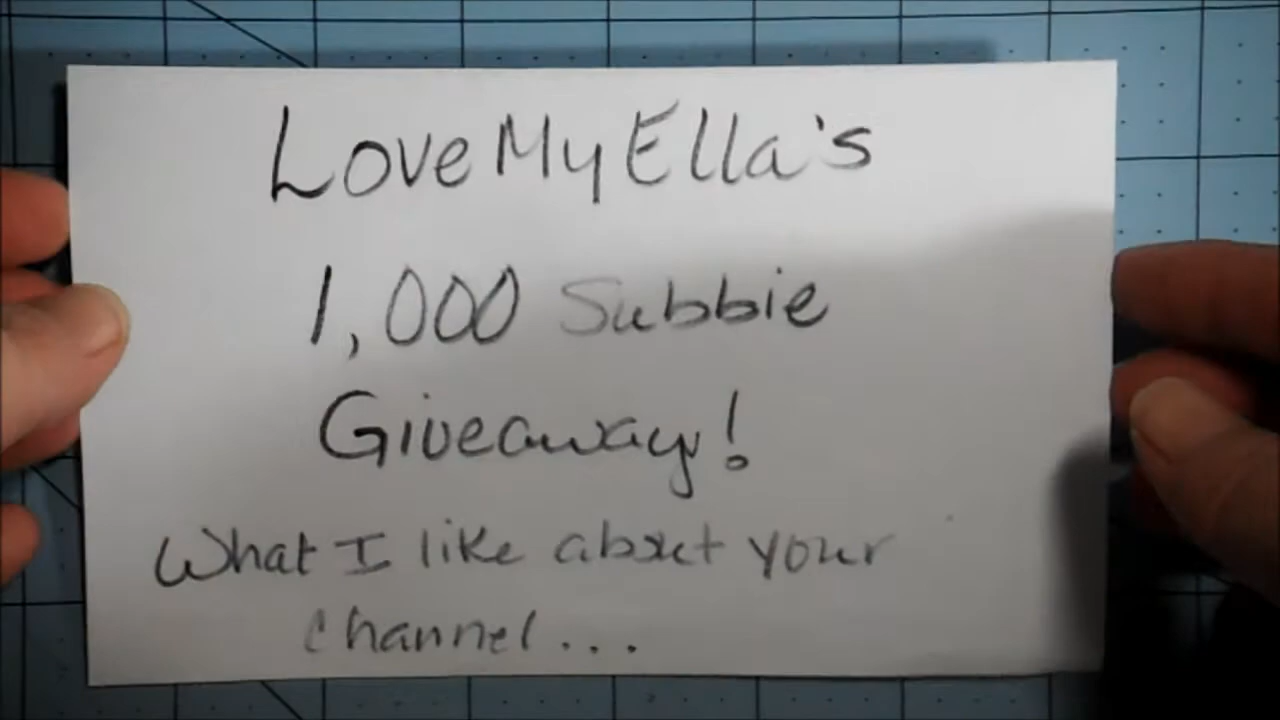 LoveMyElla's
1,000 Subbie
Giveaway!
What I like about your
channel...